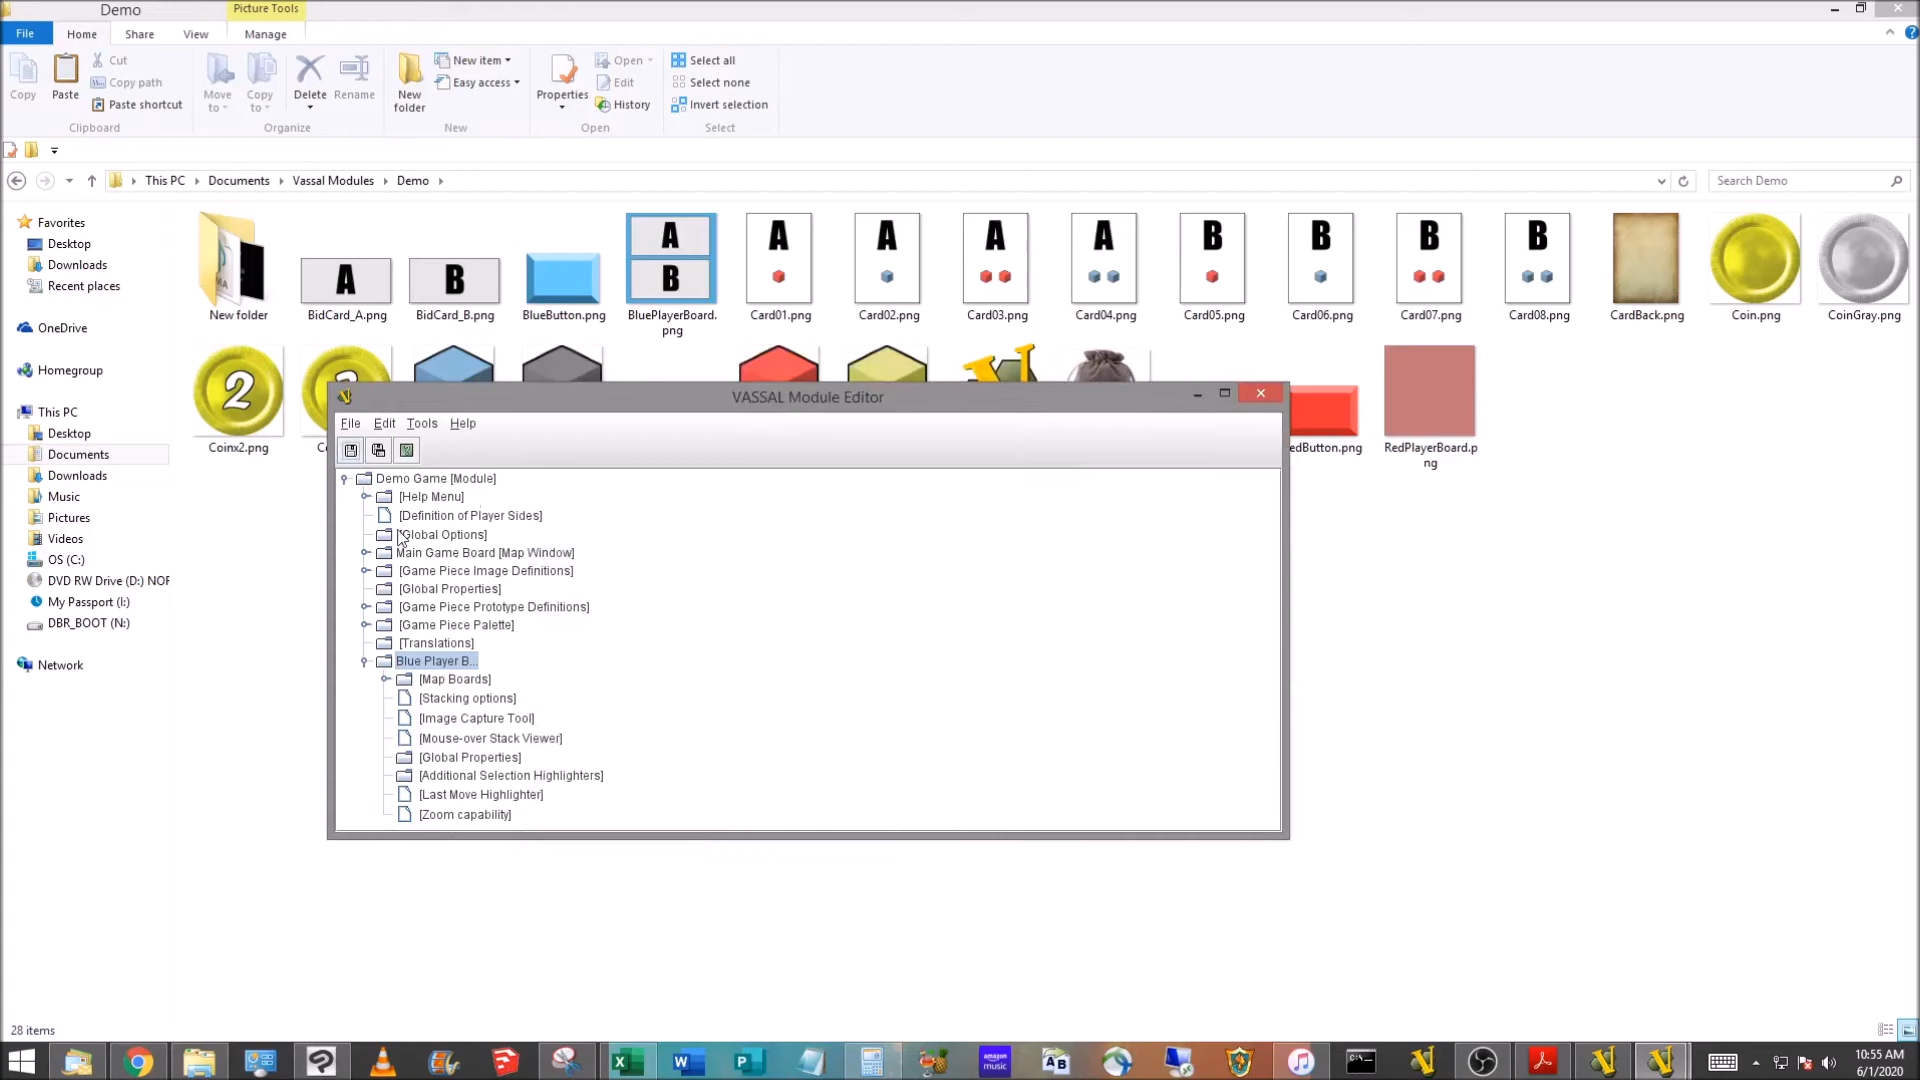 Demo
Picture Tools
File
Home
Share
View
Manage
Copy
Paste
Cut
Copy path
Paste shortcut
Clipboard
Move to
Copy to
Delete
Rename
Organize
New folder
New item
Easy access
New
Properties
Open
Edit
History
Open
Select all
Select none
Invert selection
Select
This PC
Documents
Vassal Modules
Demo
Search Demo
Favorites
Desktop
Downloads
Recent places
OneDrive
Homegroup
This PC
Desktop
Documents
Downloads
Music
Pictures
Videos
OS (C:)
DVD RW Drive (D:) NOF
My Passport (I:)
DBR_BOOT (N:)
Network
A
B
A
B
A
A
A
A
B
B
B
B
New folder
BidCard_A.png
BidCard_B.png
BlueButton.png
BluePlayerBoard.
png
Card01.png
Card02.png
Card03.png
Card04.png
Card05.png
Card06.png
Card07.png
Card08.png
CardBack.png
Coin.png
CoinGray.png
2
Coinx2.png
Co
edButton.png
RedPlayerBoard.p
ng
VASSAL Module Editor
File
Edit
Tools
Help
Demo Game [Module]
[Help Menu]
[Definition of Player Sides]
[Global Options]
Main Game Board [Map Window]
[Game Piece Image Definitions]
[Global Properties]
[Game Piece Prototype Definitions]
[Game Piece Palette]
[Translations]
Blue Player B...
[Map Boards]
[Stacking options]
[Image Capture Tool]
[Mouse-over Stack Viewer]
[Global Properties]
[Additional Selection Highlighters]
[Last Move Highlighter]
[Zoom capability]
28 items
amazon
music
10:55 AM
6/1/2020